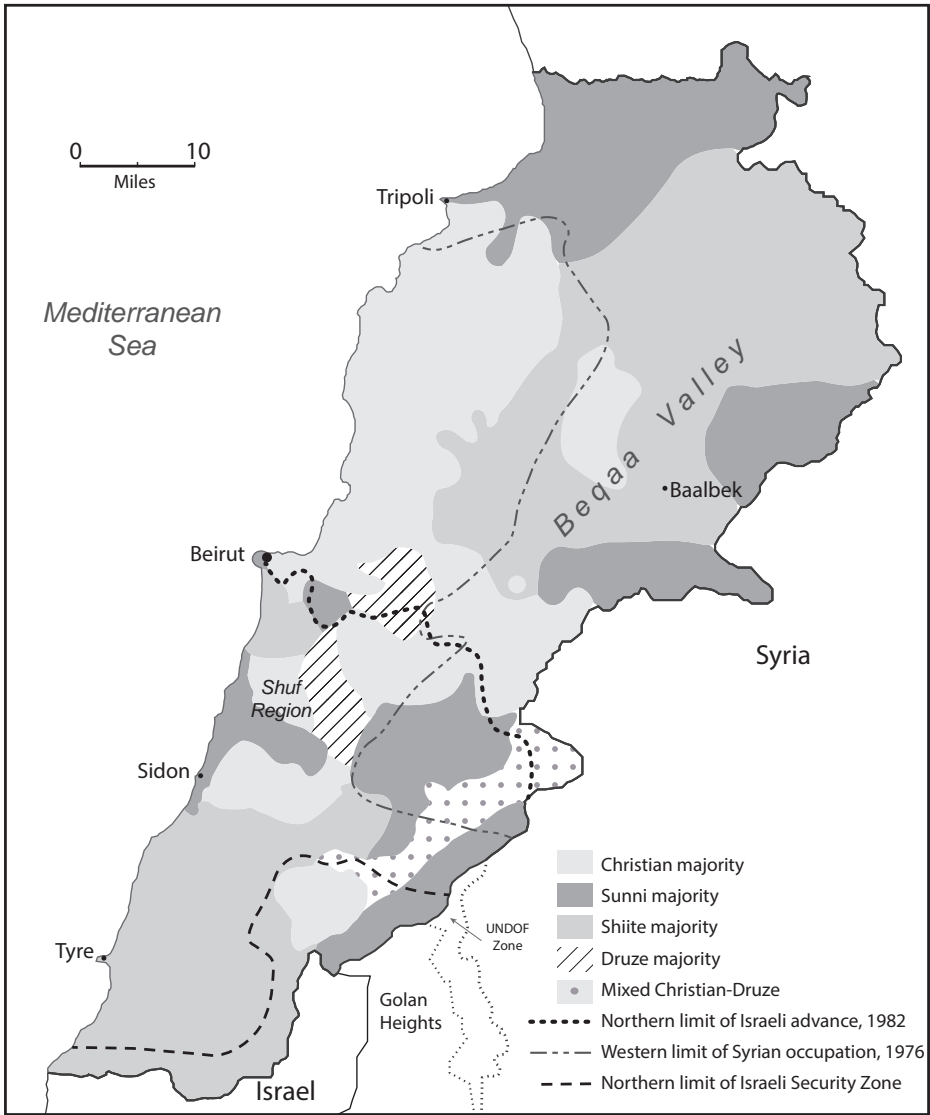 0 10
Miles
Tripoli
Mediterranean
Sea
Beqaa Valley
Baalbek
Beirut
Syria
Shuf
Region
Sidon
Christian majority
Sunni majority
Shiite majority
Druze majority
Mixed Christian-Druze
Northern limit of Israeli advance, 1982
Western limit of Syrian occupation, 1976
Northern limit of Israeli Security Zone
UNDOF
Zone
Tyre
Golan
Heights
Israel